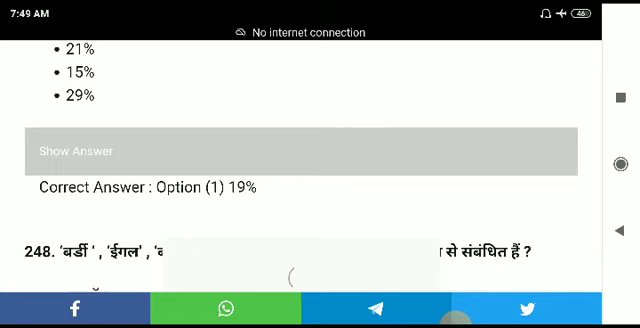 7:49 AM
46
No internet connection
• 21%
• 15%
• 29%
Show Answer
Correct Answer : Option (1) 19%
248. ‘बर्डी ‘ , ‘ईगल' , ‘ से संबंधित हैं ?